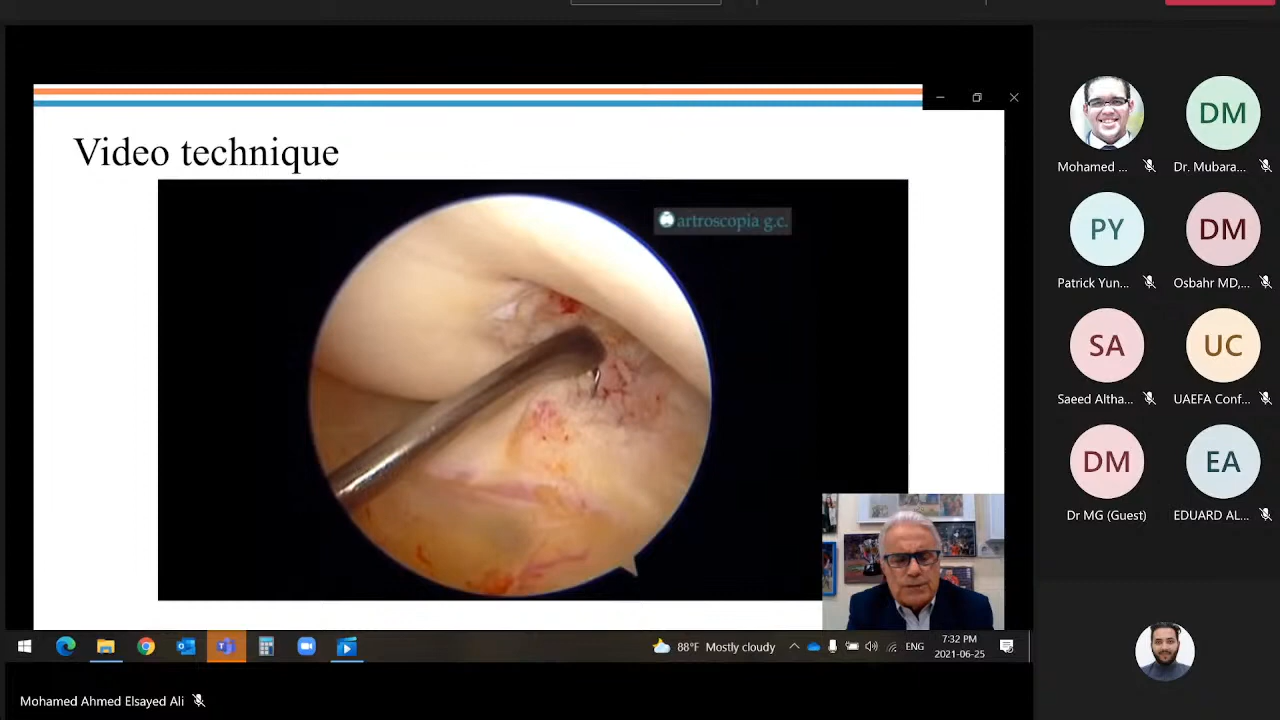 Video technique
artroscopia g.c.
Mohamed ...
DM
Dr. Mubara...
PY
Patrick Yun...
DM
Osbahr MD,...
SA
Saeed Altha...
UC
UAEFA Conf...
DM
Dr MG (Guest)
EA
EDUARD AL...
88°F Mostly cloudy
ENG
7:32 PM
2021-06-25
Mohamed Ahmed Elsayed Ali